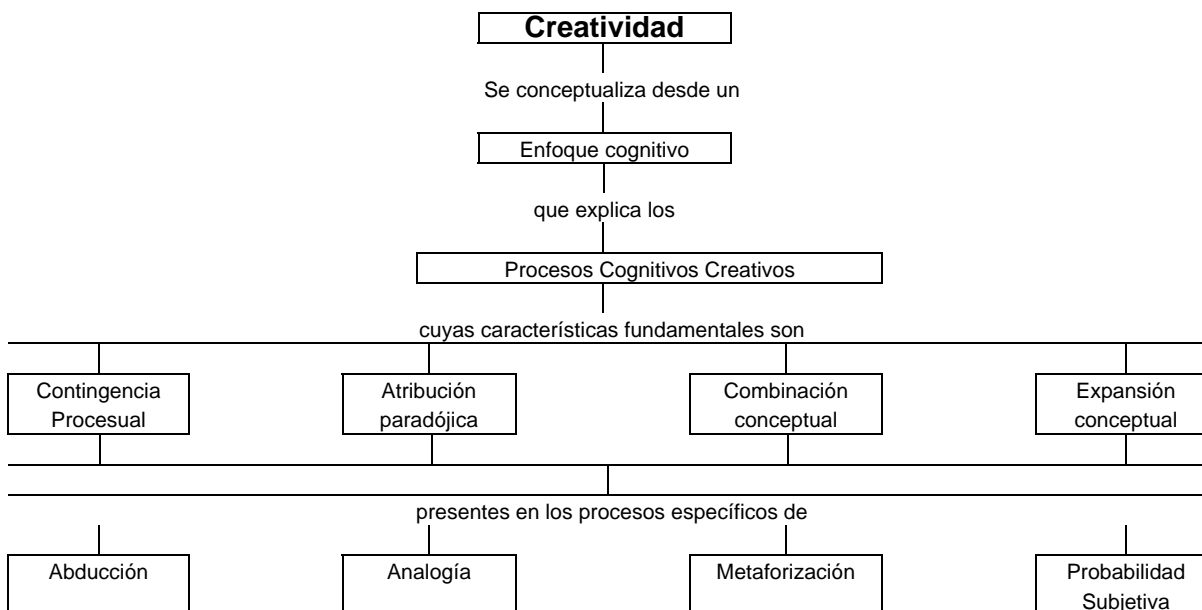 Creatividad
Se conceptualiza desde un
Enfoque cognitivo
que explica los
Procesos Cognitivos Creativos
cuyas características fundamentales son
Contingencia
Procesual
Atribución
paradójica
Combinación
conceptual
Expansión
conceptual
presentes en los procesos específicos de
Abducción
Analogía
Metaforización
Probabilidad
Subjetiva